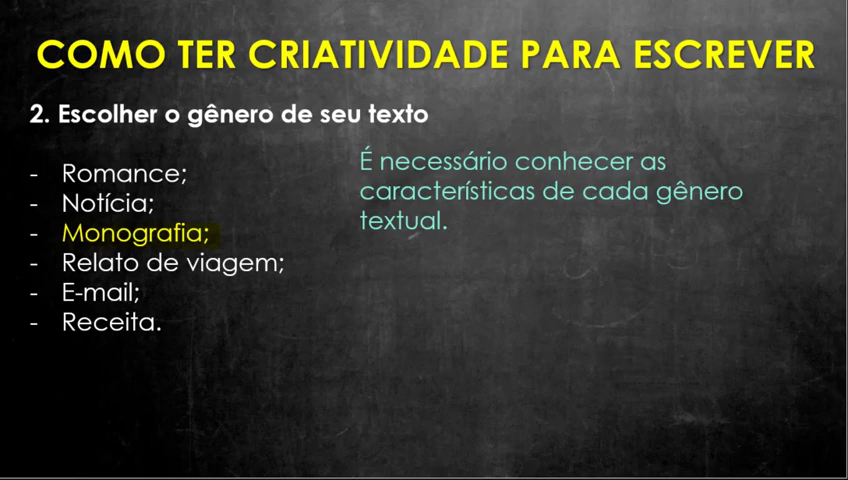 COMO TER CRIATIVIDADE PARA ESCREVER
2. Escolher o gênero de seu texto
- Romance;
- Notícia;
- Monografia;
- Relato de viagem;
- E-mail;
- Receita.
É necessário conhecer as
características de cada gênero
textual.